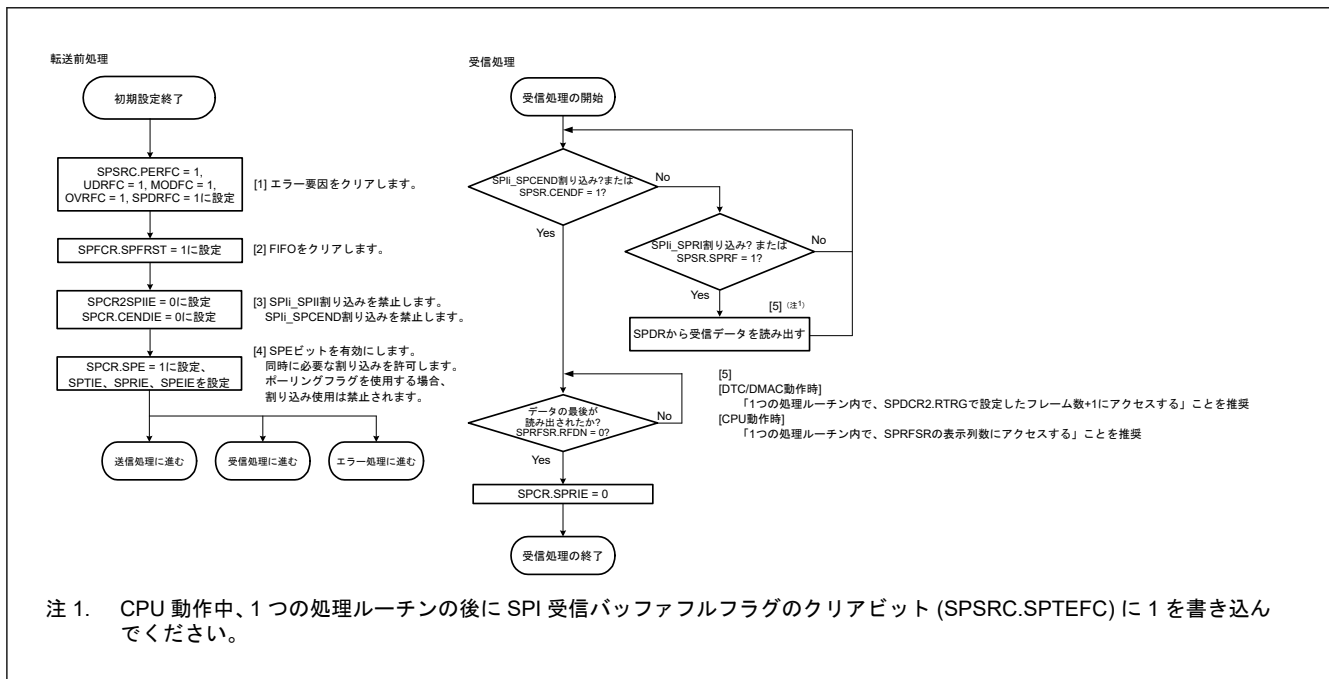 転送前処理
初期設定終了
SPSRC.PERFC = 1,
UDRFC = 1, MODFC = 1,
OVRFC = 1, SPDRFC = 1に設定
[1] エラー要因をクリアします。
SPFCR.SPFRST = 1に設定
[2] FIFOをクリアします。
SPCR2SPIIE = 0に設定
SPCR.CENDIE = 0に設定
[3] SPIi_SPII割り込みを禁止します。
SPIi_SPCEND割り込みを禁止します。
SPCR.SPE = 1に設定、
SPTIE、SPRIE、SPEIEを設定
[4] SPEビットを有効にします。
同時に必要な割り込みを許可します。
ポーリングフラグを使用する場合、
割り込み使用は禁止されます。
送信処理に進む
受信処理に進む
エラー処理に進む
受信処理
受信処理の開始
SPIi_SPCEND割り込み?または
SPSR.CENDF = 1?
No
Yes
SPIi_SPRI割り込み? または
SPSR.SPRF = 1?
No
Yes
[5] (注1)
SPDRから受信データを読み出す
データの最後が
読み出されたか?
SPRFSR.RFDN = 0?
No
Yes
SPCR.SPRIE = 0
受信処理の終了
[5]
[DTC/DMAC動作時]
「1つの処理ルーチン内で、SPDCR2.RTRGで設定したフレーム数+1にアクセスする」ことを推奨
[CPU動作時]
「1つの処理ルーチン内で、SPRFSRの表示列数にアクセスする」ことを推奨
注 1. CPU 動作中、1 つの処理ルーチンの後に SPI 受信バッファフルフラグのクリアビット (SPSRC.SPTEFC) に 1 を書き込ん
でください。